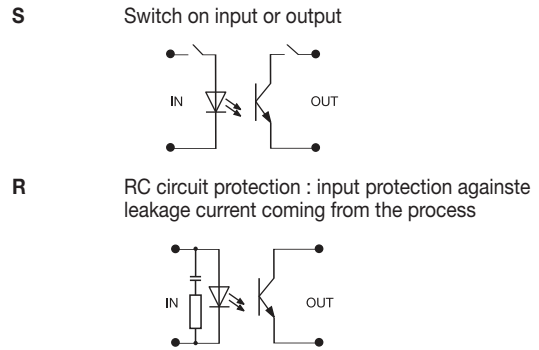 S Switch on input or output
IN OUT
R RC circuit protection : input protection againste
leakage current coming from the process
IN OUT